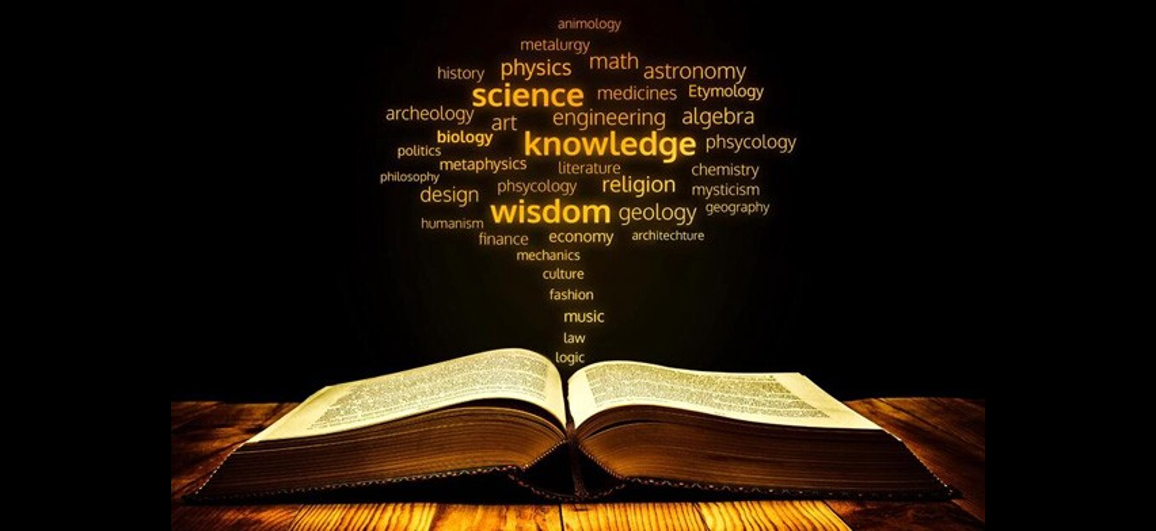 animology
metalurgy
math
history physics astronomy
science medicines Etymology
archeology art engineering algebra
biology knowledge phsycology
politics
metaphysics literature chemistry
philosophy
design phsycology religion mysticism
wisdom geology geography
humanism
finance economy architechture
mechanics
culture
fashion
music
law
logic